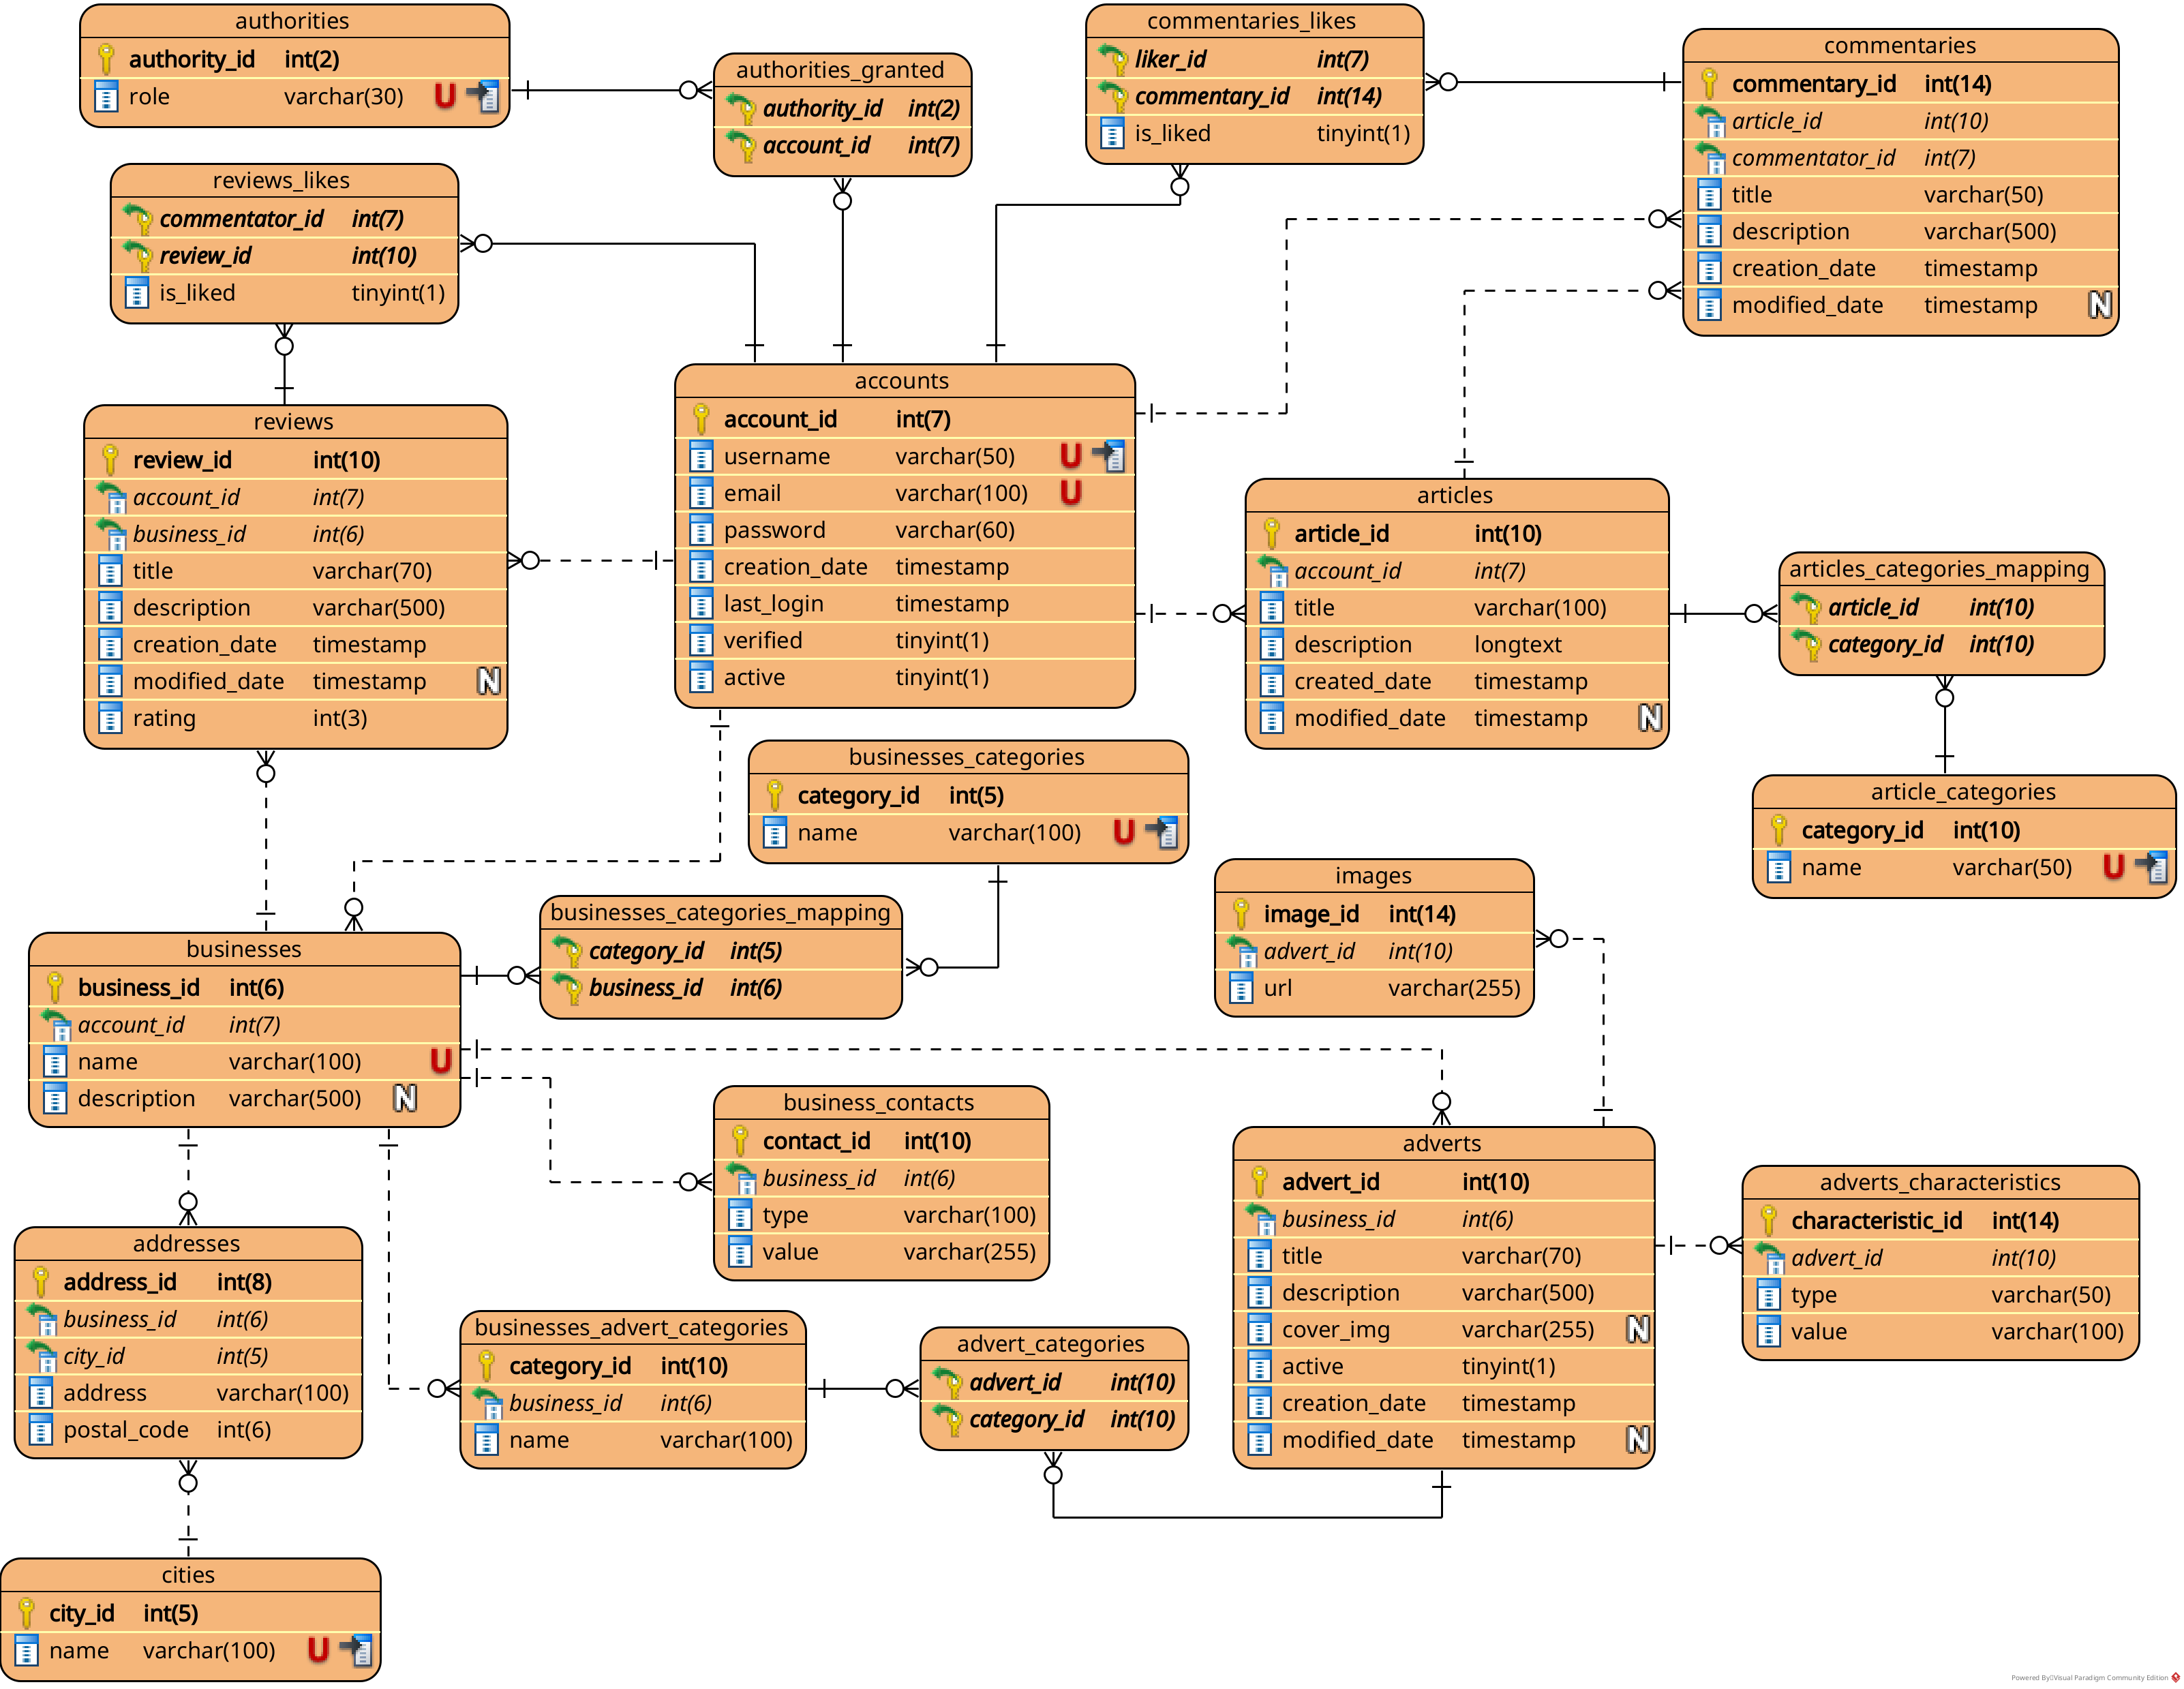 authorities
authority_id int(2)
role varchar(30) U
authorities_granted
authority_id int(2)
account_id int(7)
commentaries_likes
liker_id int(7)
commentary_id int(14)
is_liked tinyint(1)
commentaries
commentary_id int(14)
article_id int(10)
commentator_id int(7)
title varchar(50)
description varchar(500)
creation_date timestamp
modified_date timestamp N
reviews_likes
commentator_id int(7)
review_id int(10)
is_liked tinyint(1)
reviews
review_id int(10)
account_id int(7)
business_id int(6)
title varchar(70)
description varchar(500)
creation_date timestamp
modified_date timestamp N
rating int(3)
accounts
account_id int(7)
username varchar(50) U
email varchar(100) U
password varchar(60)
creation_date timestamp
last_login timestamp
verified tinyint(1)
active tinyint(1)
articles
article_id int(10)
account_id int(7)
title varchar(100)
description longtext
created_date timestamp
modified_date timestamp N
articles_categories_mapping
article_id int(10)
category_id int(10)
article_categories
category_id int(10)
name varchar(50) U
businesses_categories
category_id int(5)
name varchar(100) U
businesses_categories_mapping
category_id int(5)
business_id int(6)
images
image_id int(14)
advert_id int(10)
url varchar(255)
businesses
business_id int(6)
account_id int(7)
name varchar(100) U
description varchar(500) N
business_contacts
contact_id int(10)
business_id int(6)
type varchar(100)
value varchar(255)
adverts
advert_id int(10)
business_id int(6)
title varchar(70)
description varchar(500)
cover_img varchar(255) N
active tinyint(1)
creation_date timestamp
modified_date timestamp N
adverts_characteristics
characteristic_id int(14)
advert_id int(10)
type varchar(50)
value varchar(100)
addresses
address_id int(8)
business_id int(6)
city_id int(5)
address varchar(100)
postal_code int(6)
businesses_advert_categories
category_id int(10)
business_id int(6)
name varchar(100)
advert_categories
advert_id int(10)
category_id int(10)
cities
city_id int(5)
name varchar(100) U
Powered By Visual Paradigm Community Edition